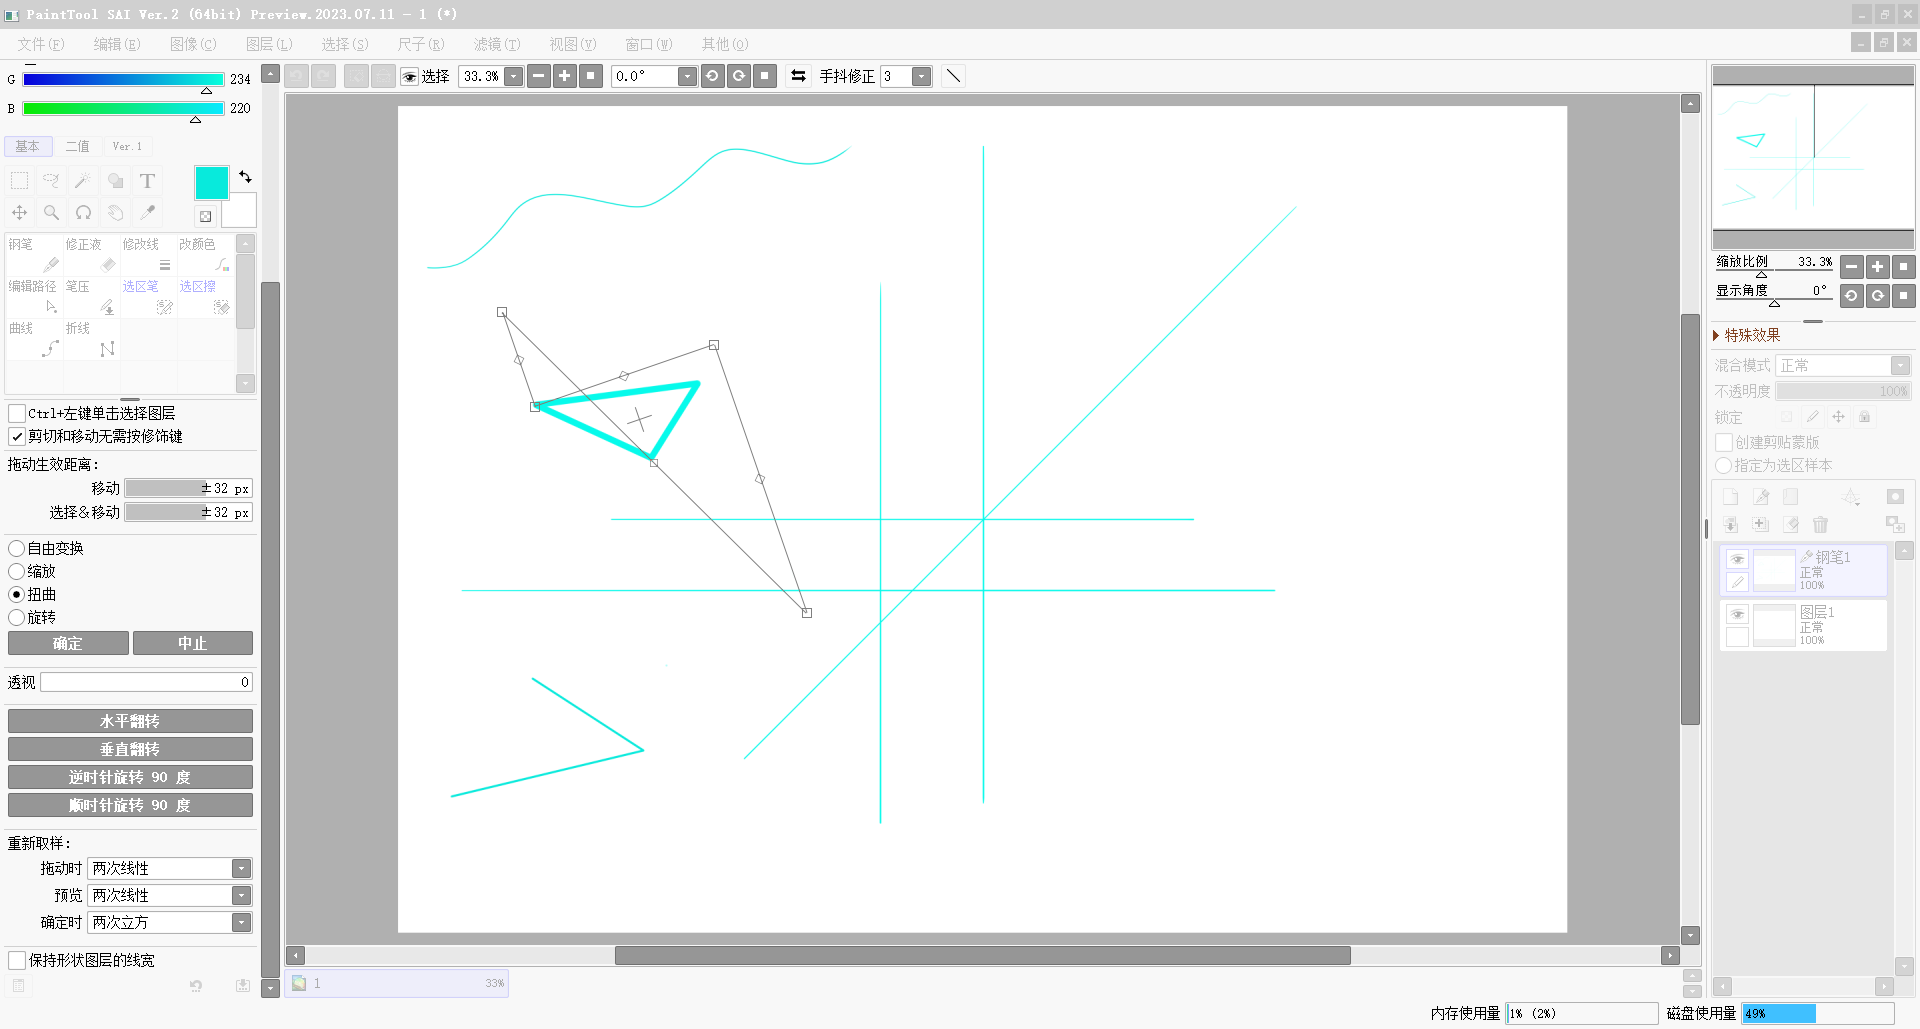 PaintTool SAI Ver.2 (64bit) Preview.2023.07.11 - 1 (*)
文件(F) 编辑(E) 图像(C) 图层(L) 选择(S) 尺子(R) 滤镜(T) 视图(V) 窗口(W) 其他(O)
G 234
B 220
选择 33.3% 0.0° 手抖修正 3
基本 二值 Ver.1
T
钢笔 修正液 修改线 改颜色
编辑路径 笔压 选区笔 选区擦
曲线 折线
Ctrl+左键单击选择图层
剪切和移动无需按修饰键
拖动生效距离:
移动 ±32 px
选择&移动 ±32 px
自由变换
缩放
扭曲
旋转
确定 中止
透视 0
水平翻转
垂直翻转
逆时针旋转 90 度
顺时针旋转 90 度
重新取样:
拖动时 两次线性
预览 两次线性
确定时 两次立方
保持形状图层的线宽
1 33%
缩放比例 33.3%
显示角度 0°
特殊效果
混合模式 正常
不透明度 100%
锁定
创建剪贴蒙版
指定为选区样本
钢笔1
正常
100%
图层1
正常
100%
内存使用量 1% (2%) 磁盘使用量 49%